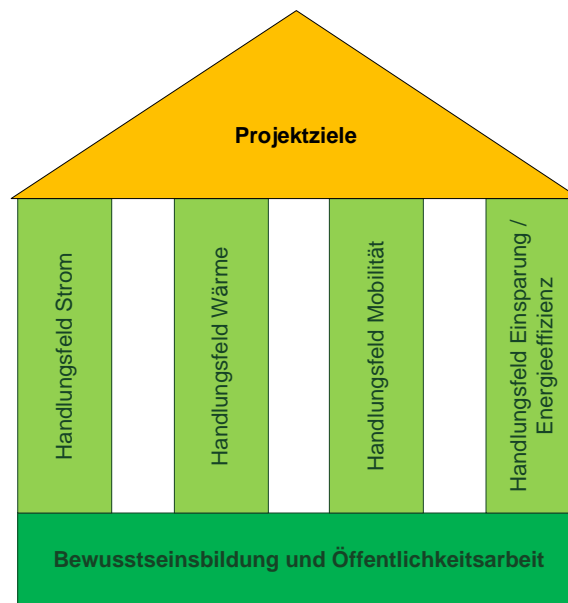 Projektziele
Handlungsfeld Strom
Handlungsfeld Wärme
Handlungsfeld Mobilität
Handlungsfeld Einsparung /
Energieeffizienz
Bewusstseinsbildung und Öffentlichkeitsarbeit